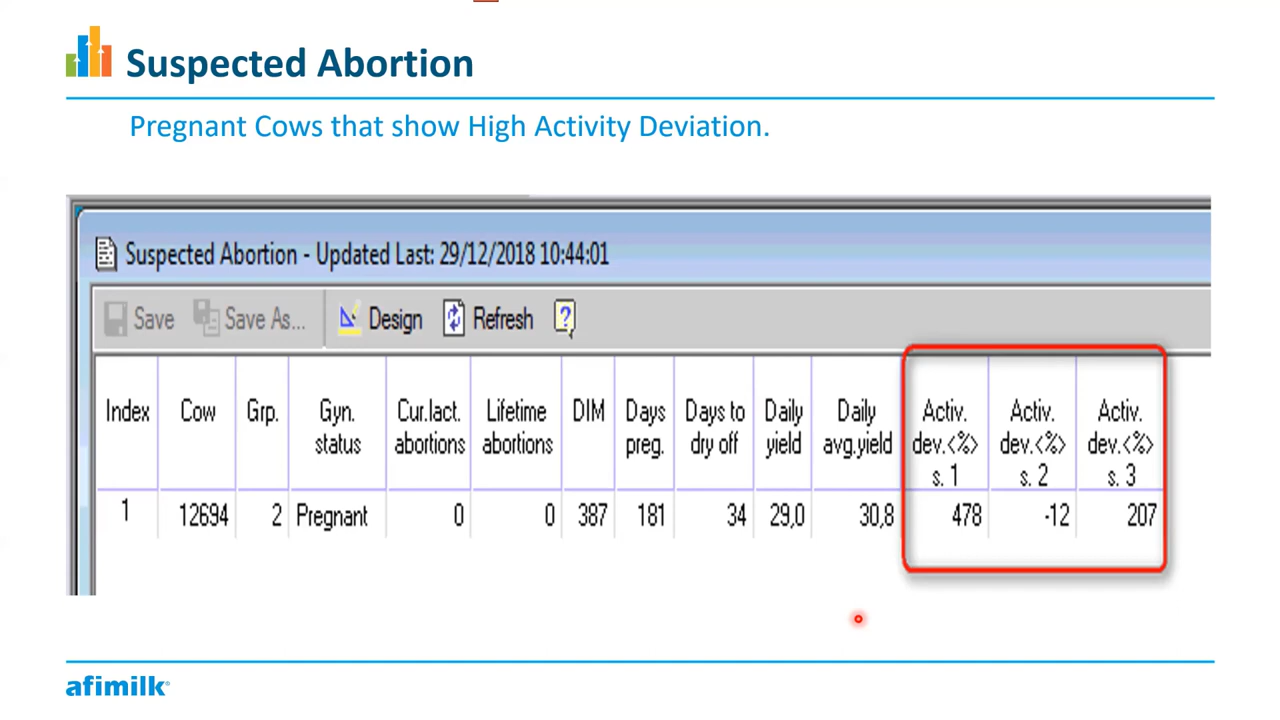 Suspected Abortion
Pregnant Cows that show High Activity Deviation.
Suspected Abortion - Updated Last: 29/12/2018 10:44:01
Save Save As... Design Refresh ?
Index Cow Grp. Gyn. status Cur.lact. abortions Lifetime abortions DIM Days preg. Days to dry off Daily yield Daily avg.yield Activ. dev.<%> s. 1 Activ. dev.<%> s. 2 Activ. dev.<%> s. 3
1 12694 2 Pregnant 0 0 387 181 34 29,0 30,8 478 -12 207
afimilk